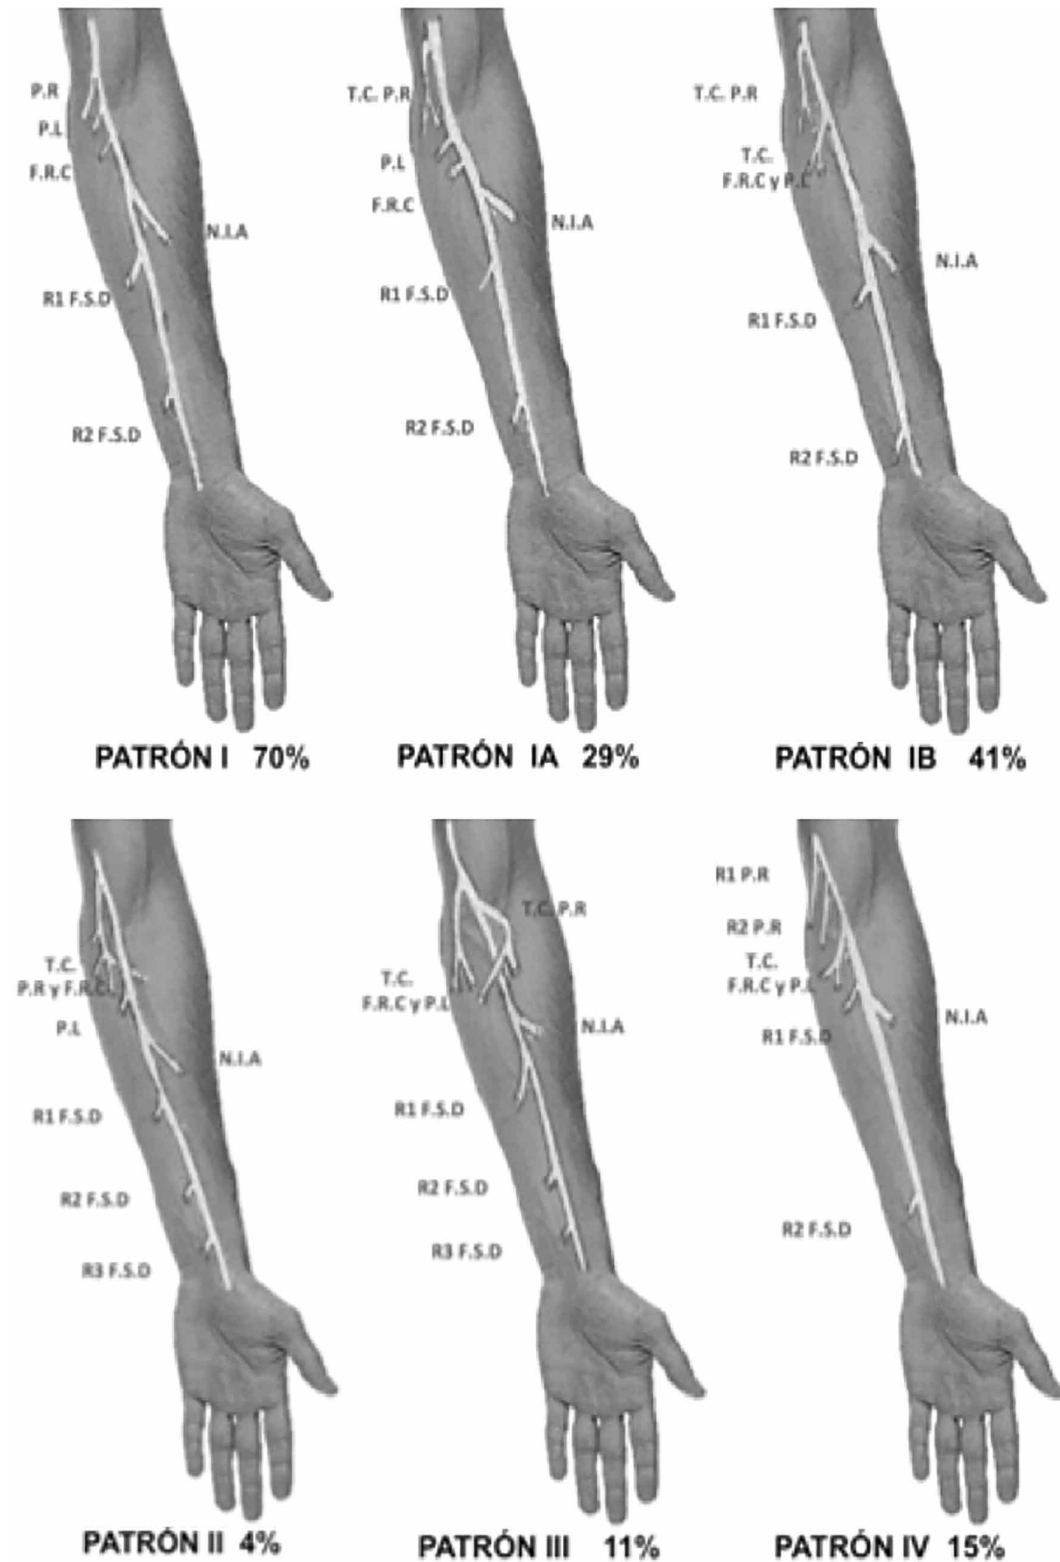 P.R
P.L
F.R.C
N.I.A
R1 F.S.D
R2 F.S.D
PATRÓN I 70%
T.C. P.R
P.L
F.R.C
N.I.A
R1 F.S.D
R2 F.S.D
PATRÓN IA 29%
T.C. P.R
T.C.
F.R.C y P.L
N.I.A
R1 F.S.D
R2 F.S.D
PATRÓN IB 41%
T.C.
P.R y F.R.C
P.L
N.I.A
R1 F.S.D
R2 F.S.D
R3 F.S.D
PATRÓN II 4%
T.C. P.R
T.C.
F.R.C y P.L
N.I.A
R1 F.S.D
R2 F.S.D
R3 F.S.D
PATRÓN III 11%
R1 P.R
R2 P.R
T.C.
F.R.C y P.L
N.I.A
R1 F.S.D
R2 F.S.D
PATRÓN IV 15%